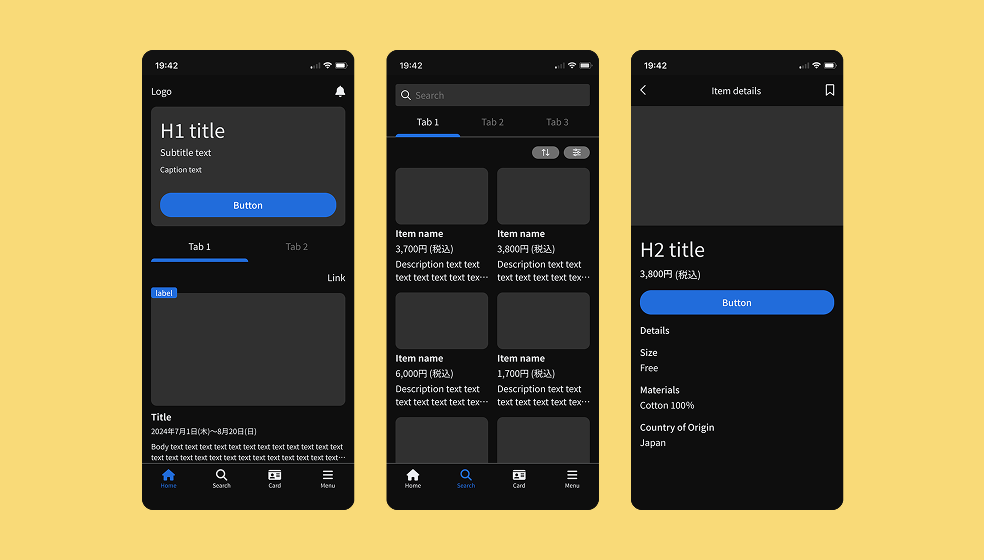 19:42
Logo
H1 title
Subtitle text
Caption text
Button
Tab 1 Tab 2
Link
label
Title
2024年7月1日(木)〜8月20日(日)
Body text text text text text text text text text text text text
text text text text text text text text text text text text…
Home Search Card Menu
19:42
Search
Tab 1 Tab 2 Tab 3
Item name
3,700円 (税込)
Description text text
text text text text tex…
Item name
3,800円 (税込)
Description text text
text text text text tex…
Item name
6,000円 (税込)
Description text text
text text text text tex…
Item name
1,700円 (税込)
Description text text
text text text text tex…
Home Search Card Menu
19:42
Item details
H2 title
3,800円 (税込)
Button
Details
Size
Free
Materials
Cotton 100%
Country of Origin
Japan